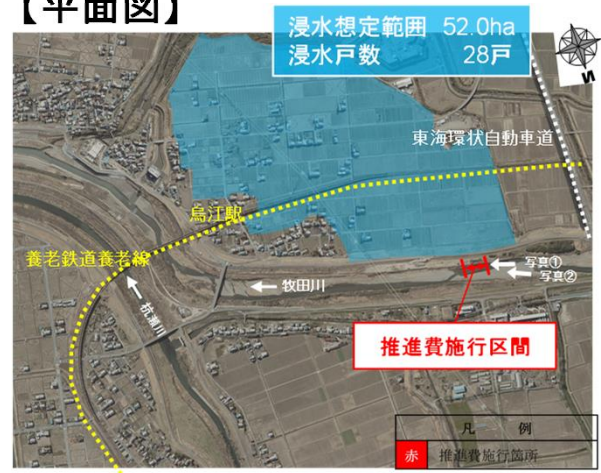 【平面図】
浸水想定範囲 52.0ha
浸水戸数 28戸
N
東海環状自動車道
烏江駅
養老鉄道養老線
写真①
写真②
牧田川
杭瀬川
推進費施行区間
凡 例
赤 推進費施行箇所